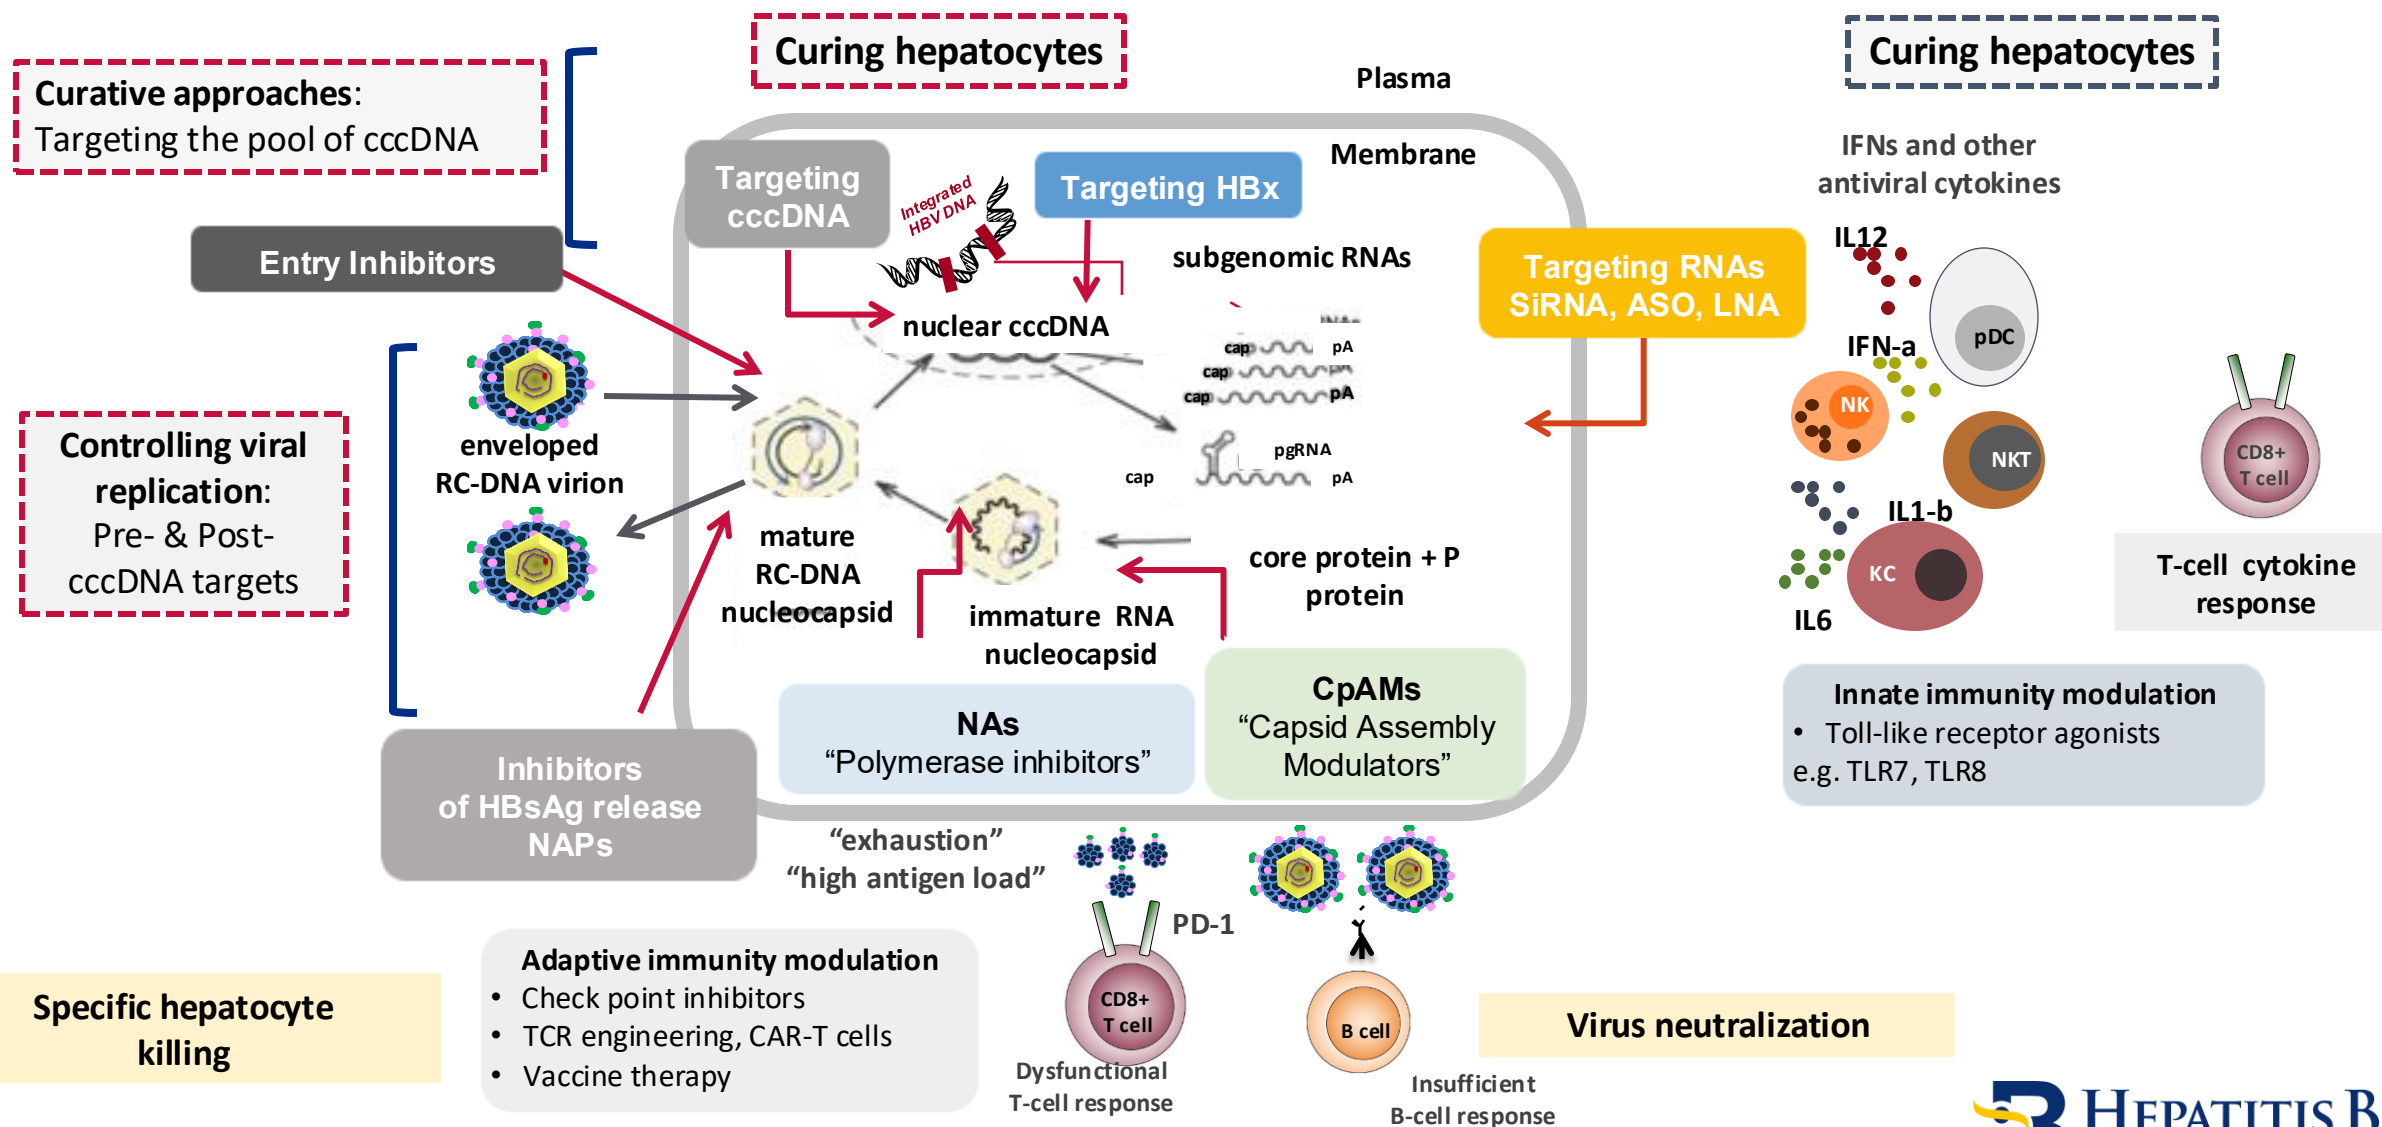 Curing hepatocytes
Curing hepatocytes
Curative approaches:
Targeting the pool of cccDNA
Plasma
Membrane
Targeting
cccDNA
Integrated
HBV DNA
Targeting HBx
IFNs and other
antiviral cytokines
Entry Inhibitors
subgenomic RNAs
Targeting RNAs
SiRNA, ASO, LNA
IL12
nuclear cccDNA
pDC
IFN-a
cap
pA
cap
pA
cap
pA
NK
enveloped
RC-DNA virion
Controlling viral
replication:
Pre- & Post-
cccDNA targets
pgRNA
cap
pA
NKT
CD8+
T cell
IL1-b
mature
RC-DNA
nucleocapsid
core protein + P
protein
immature RNA
nucleocapsid
KC
IL6
T-cell cytokine
response
NAs
“Polymerase inhibitors”
CpAMs
“Capsid Assembly
Modulators”
Innate immunity modulation
• Toll-like receptor agonists
e.g. TLR7, TLR8
Inhibitors
of HBsAg release
NAPs
“exhaustion”
“high antigen load”
PD-1
Adaptive immunity modulation
• Check point inhibitors
• TCR engineering, CAR-T cells
• Vaccine therapy
CD8+
T cell
B cell
Specific hepatocyte
killing
Virus neutralization
Dysfunctional
T-cell response
Insufficient
B-cell response
HEPATITIS B